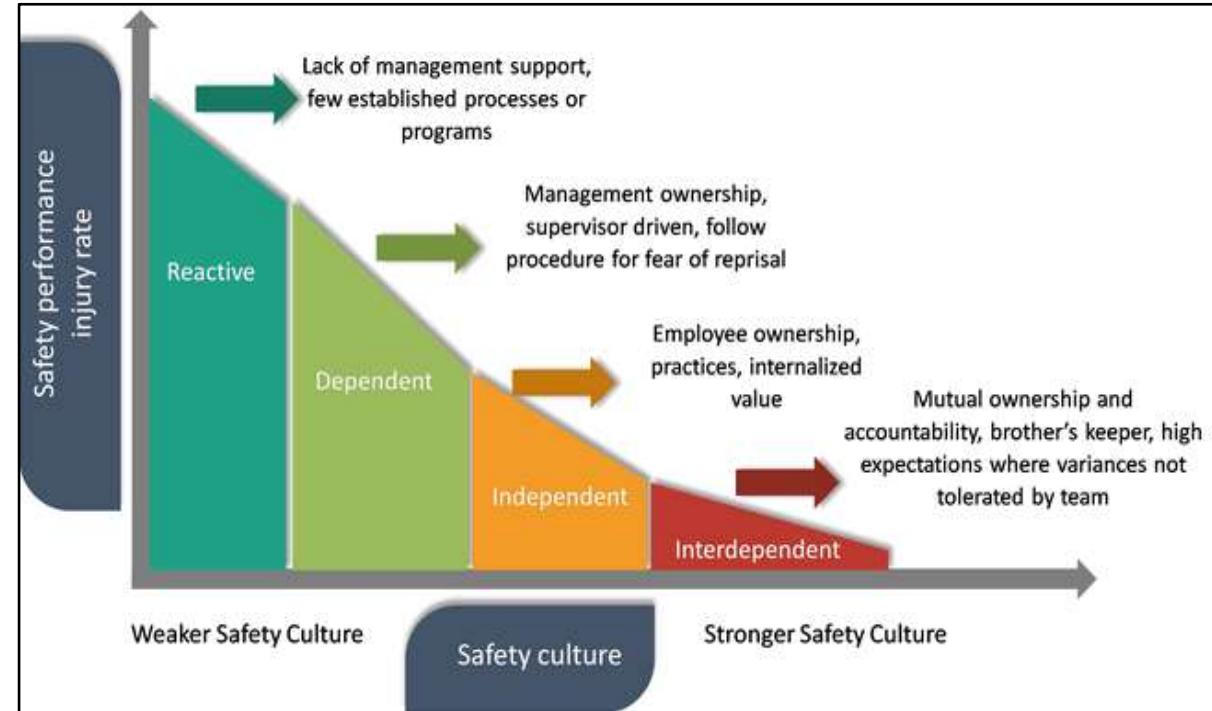 Safety performance
injury rate
Lack of management support,
few established processes or
programs
Reactive
Management ownership,
supervisor driven, follow
procedure for fear of reprisal
Dependent
Employee ownership,
practices, internalized
value
Independent
Mutual ownership and
accountability, brother’s keeper, high
expectations where variances not
tolerated by team
Interdependent
Weaker Safety Culture
Safety culture
Stronger Safety Culture